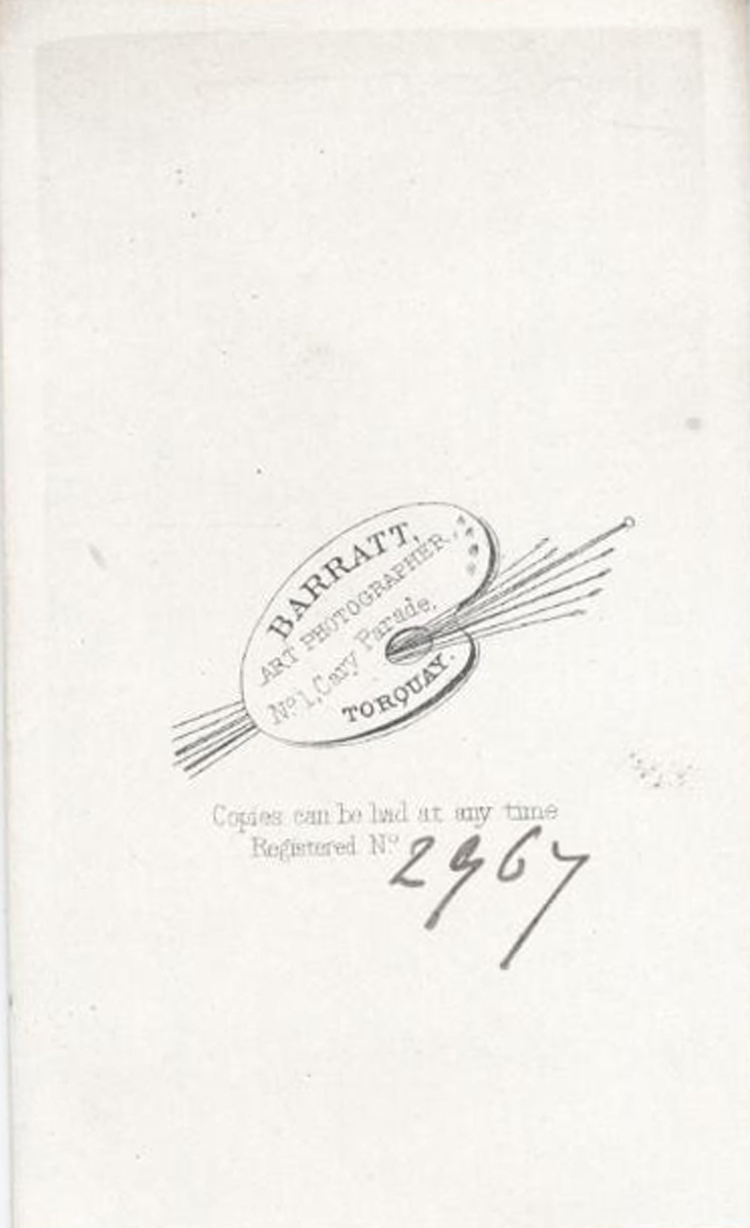 BARRATT,
ART PHOTOGRAPHER,
No. 1, Cary Parade,
TORQUAY.
Copies can be had at any time
Registered No 2967